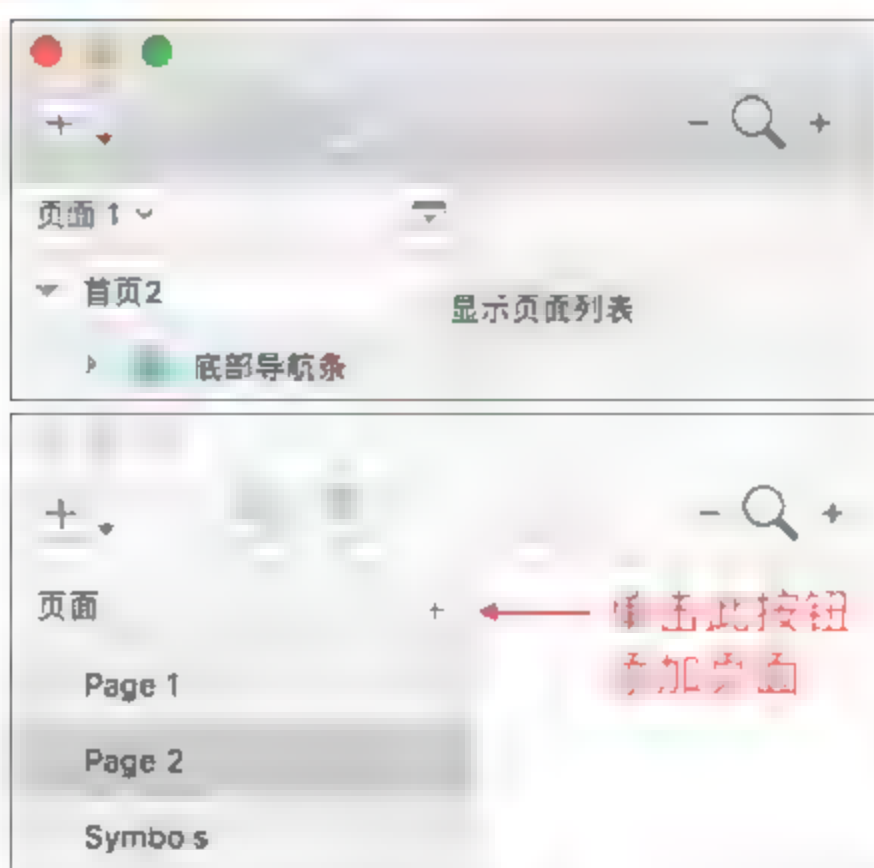 页面 1
首页2
显示页面列表
底部导航条
页面
单击此按钮
添加页面
Page 1
Page 2
Symbo s